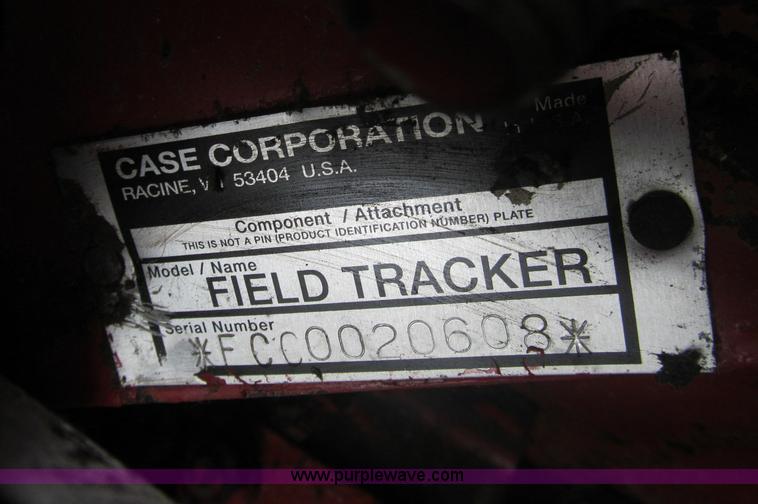 CASE CORPORATION
Made
RACINE, 53404 U.S.A.
Component / Attachment
THIS IS NOT A PIN (PRODUCT IDENTIFICATION NUMBER) PLATE
Model / Name
FIELD TRACKER
Serial Number
*FCC0020608*
www.purplewave.com